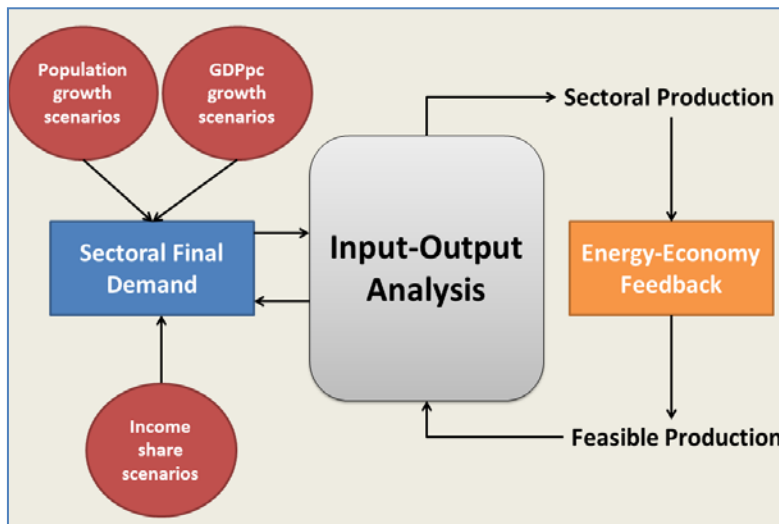 Population
growth
scenarios
GDPpc
growth
scenarios
Sectoral Production
Sectoral Final
Demand
Input-Output
Analysis
Energy-Economy
Feedback
Income
share
scenarios
Feasible Production